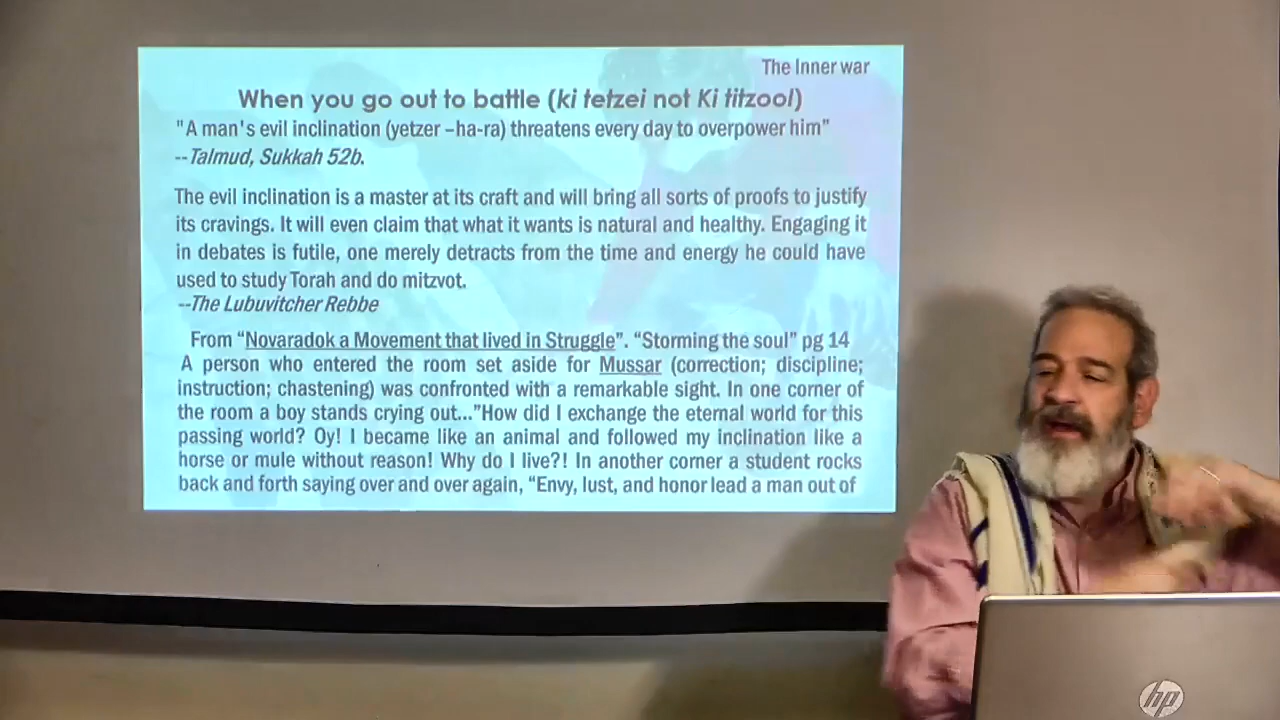 The Inner war
When you go out to battle (ki tetzei not Ki titzool)
"A man's evil inclination (yetzer –ha-ra) threatens every day to overpower him"
--Talmud, Sukkah 52b.
The evil inclination is a master at its craft and will bring all sorts of proofs to justify
its cravings. It will even claim that what it wants is natural and healthy. Engaging it
in debates is futile, one merely detracts from the time and energy he could have
used to study Torah and do mitzvot.
--The Lubuvitcher Rebbe
From “Novaradok a Movement that lived in Struggle”. “Storming the soul” pg 14
A person who entered the room set aside for Mussar (correction; discipline;
instruction; chastening) was confronted with a remarkable sight. In one corner of
the room a boy stands crying out...”How did I exchange the eternal world for this
passing world? Oy! I became like an animal and followed my inclination like a
horse or mule without reason! Why do I live?! In another corner a student rocks
back and forth saying over and over again, “Envy, lust, and honor lead a man out of
hp